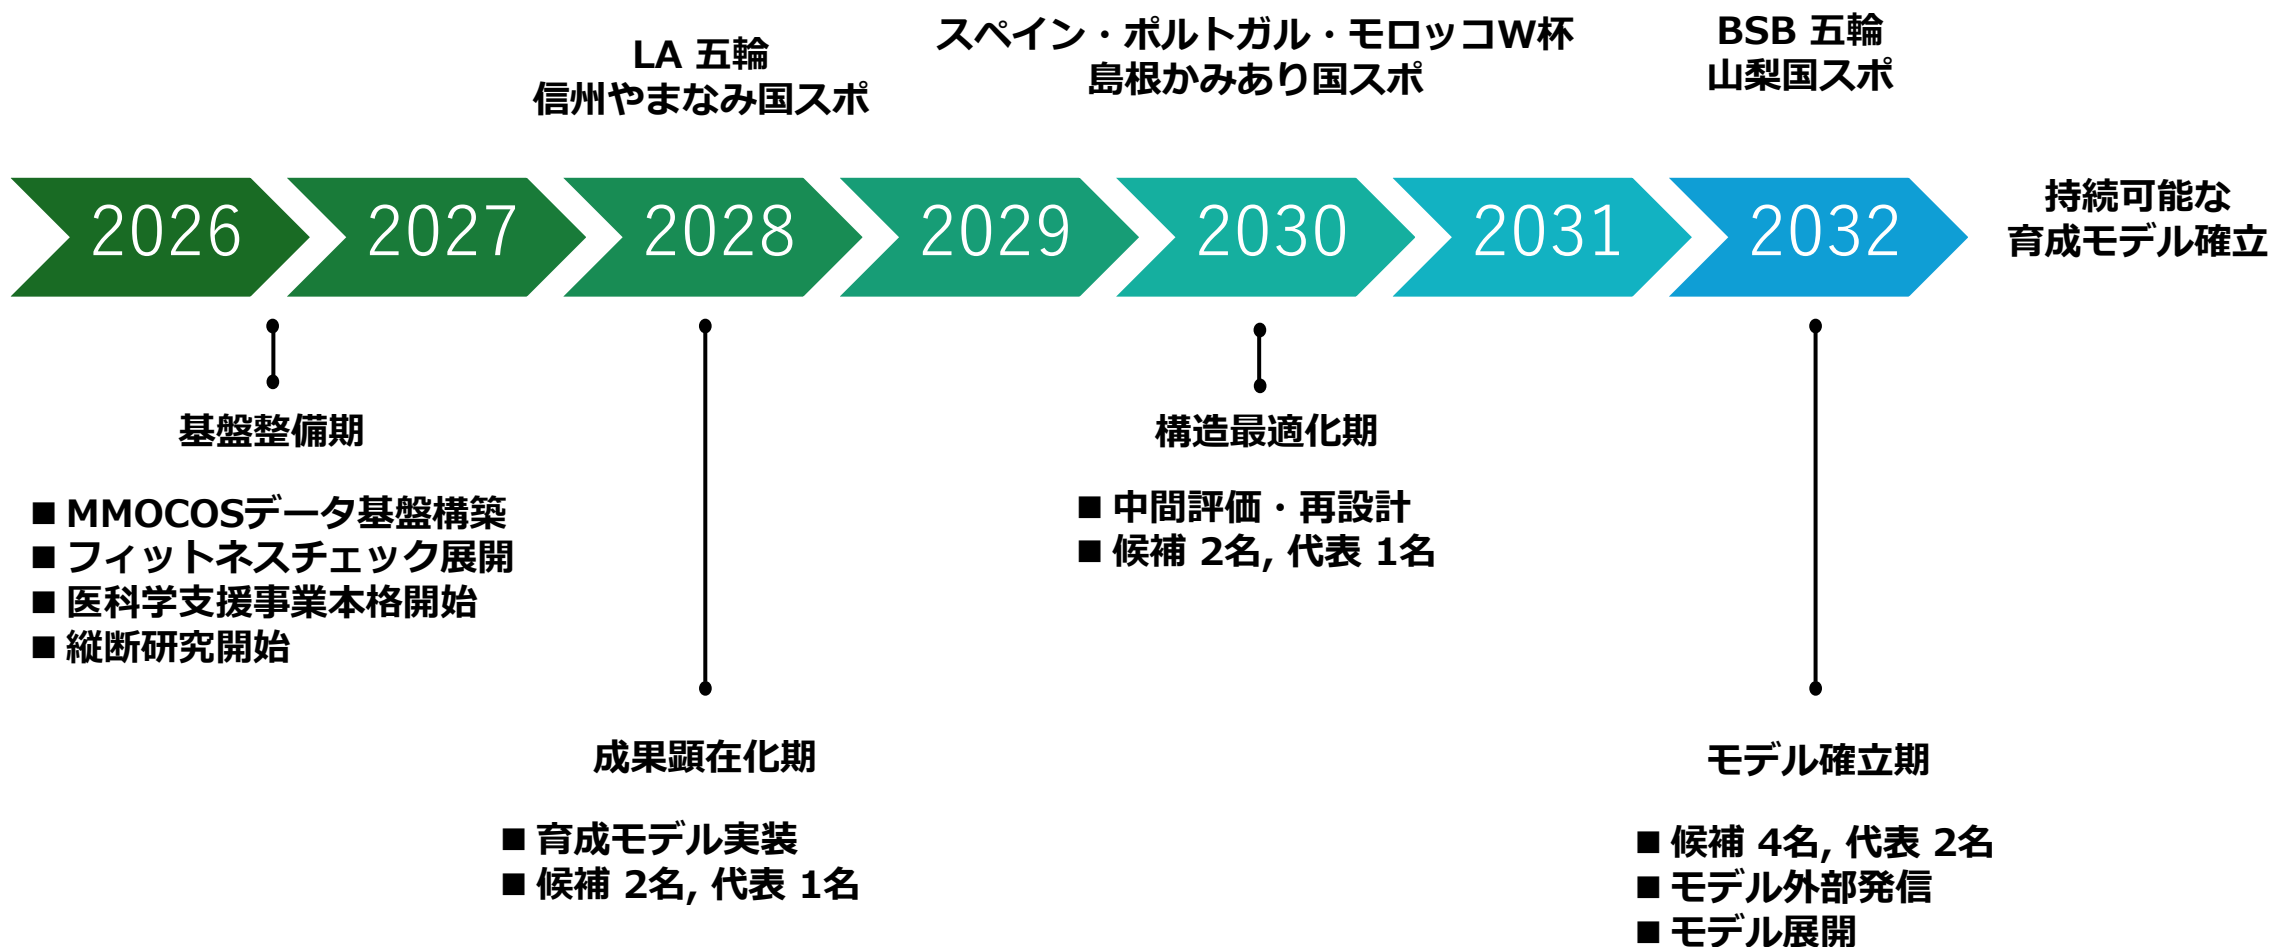 LA 五輪
信州やまなみ国スポ
スペイン・ポルトガル・モロッコW杯
島根かみあり国スポ
BSB 五輪
山梨国スポ
2026
2027
2028
2029
2030
2031
2032
持続可能な
育成モデル確立
基盤整備期
■ MMOCOSデータ基盤構築
■ フィットネスチェック展開
■ 医科学支援事業本格開始
■ 縦断研究開始
成果顕在化期
■ 育成モデル実装
■ 候補 2名, 代表 1名
構造最適化期
■ 中間評価・再設計
■ 候補 2名, 代表 1名
モデル確立期
■ 候補 4名, 代表 2名
■ モデル外部発信
■ モデル展開